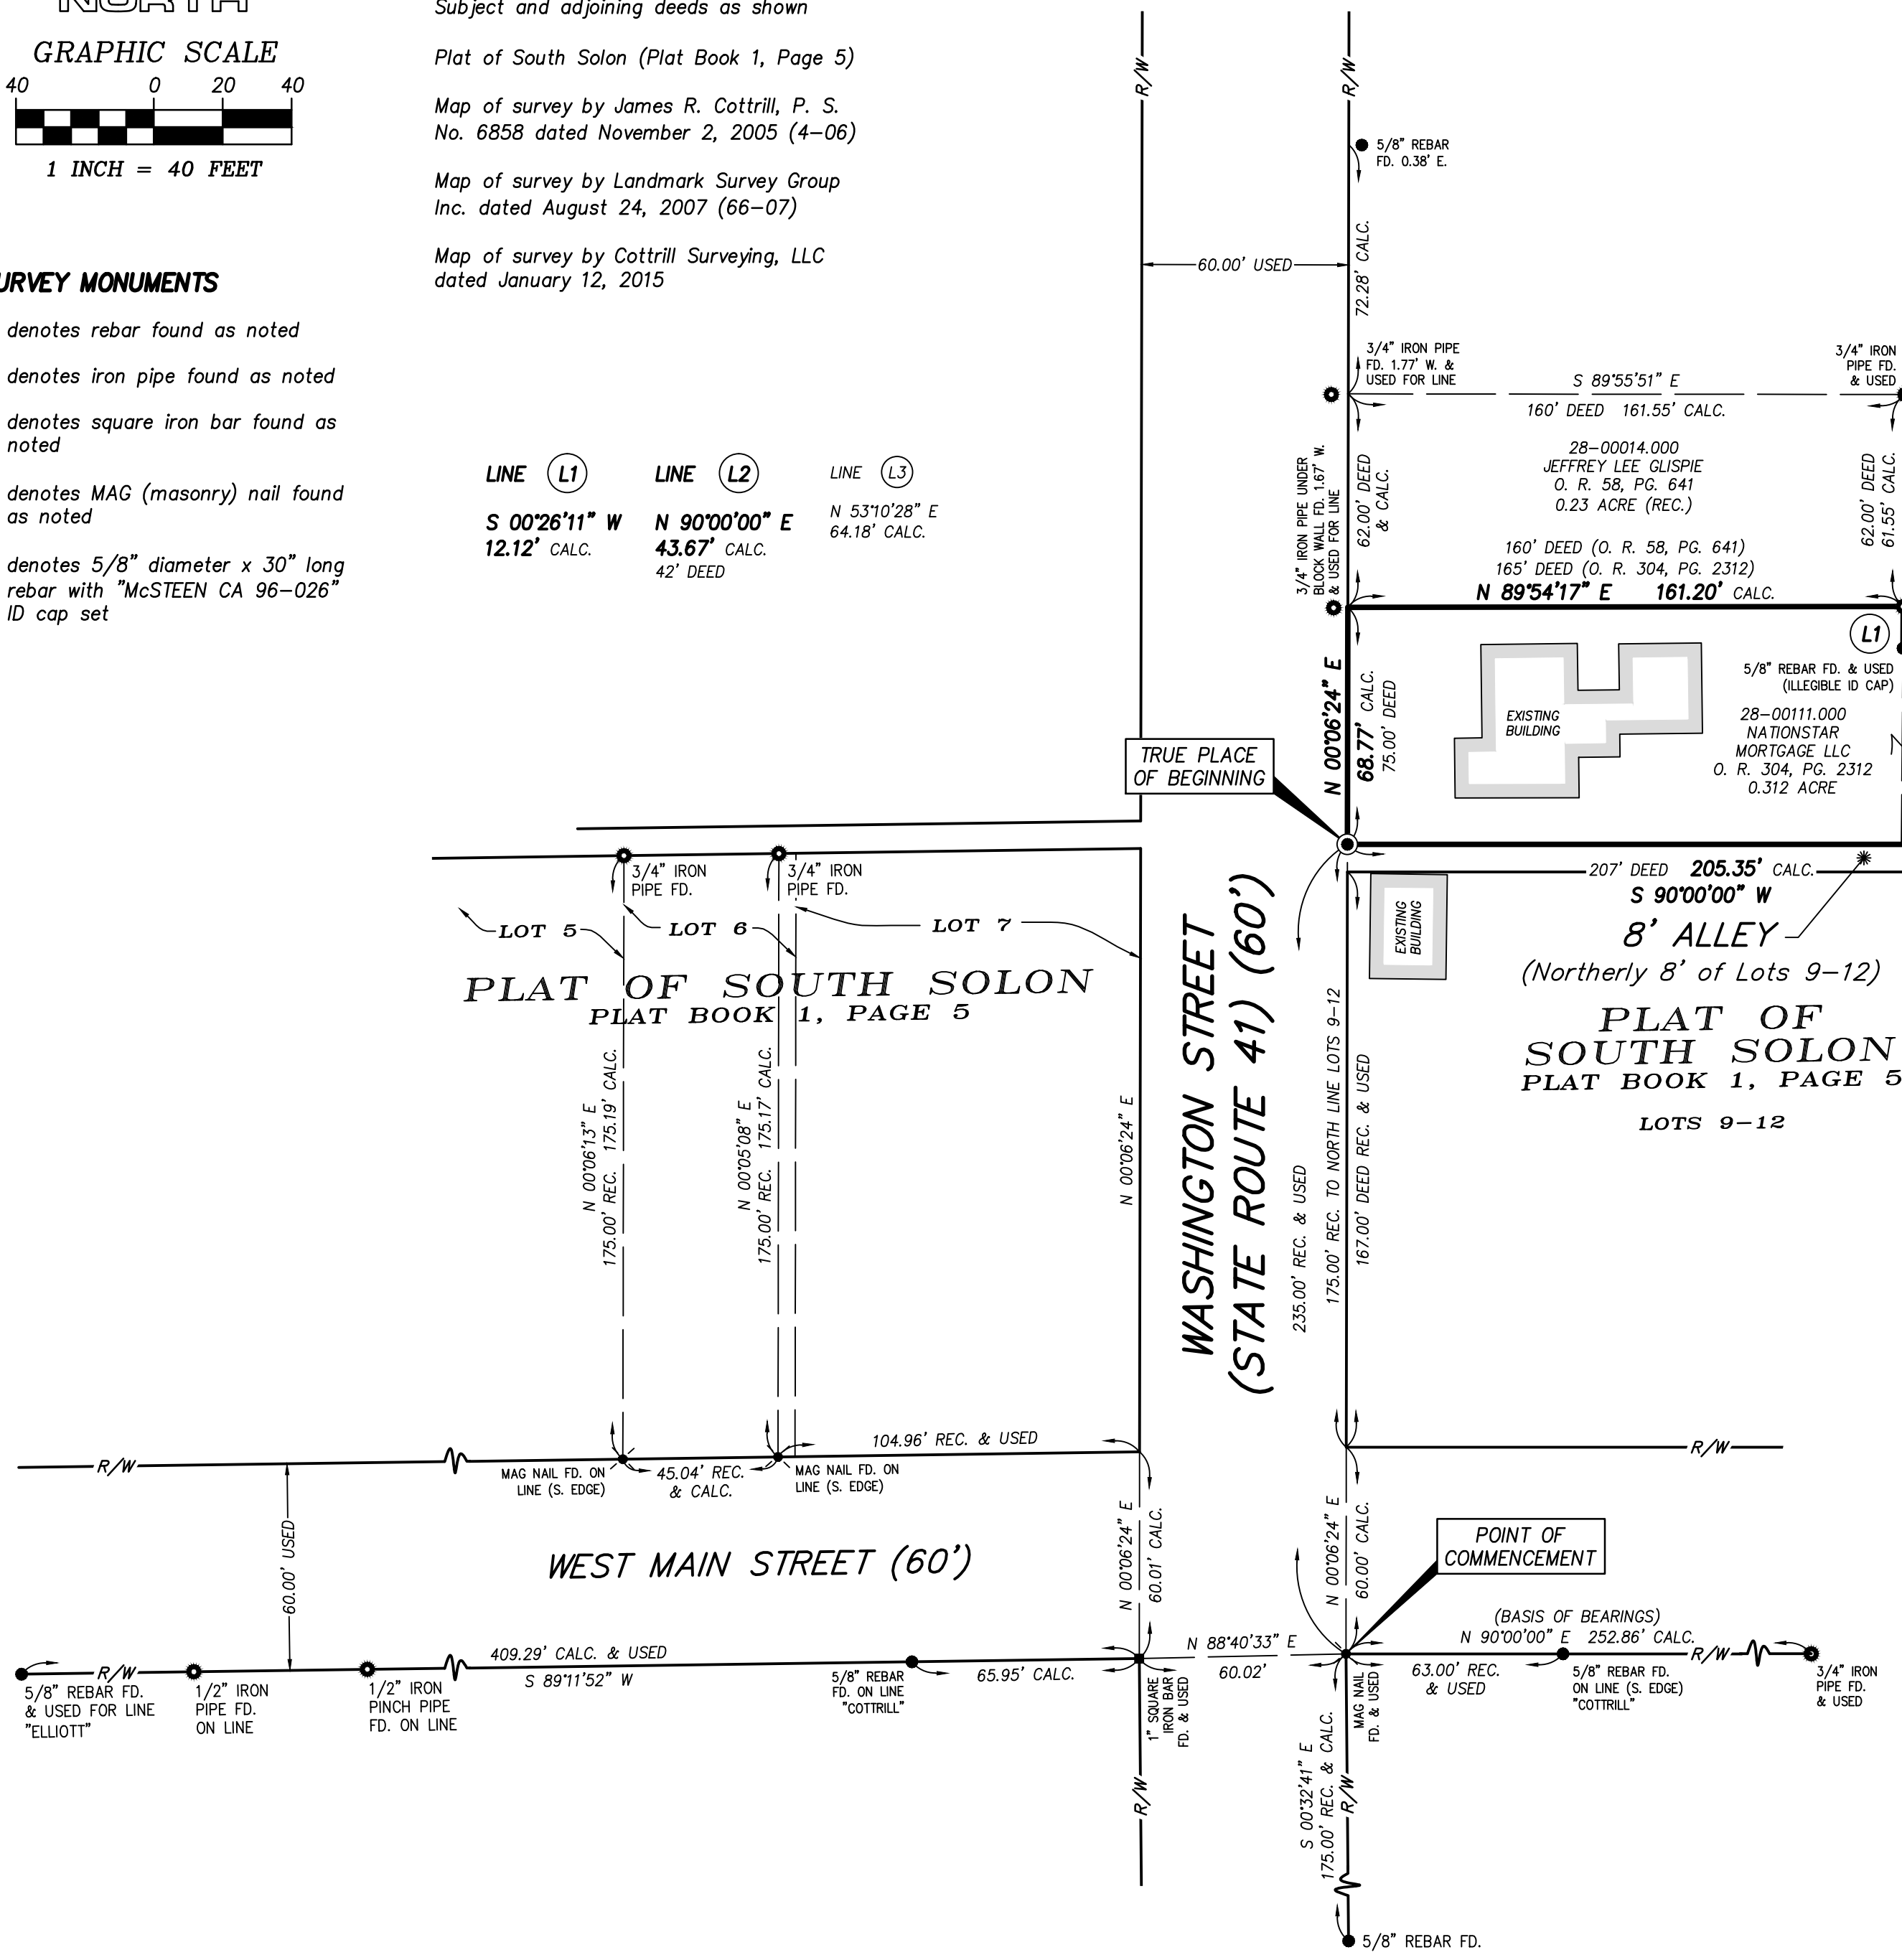 NORTH
GRAPHIC SCALE
40 0 20 40
1 INCH = 40 FEET
Subject and adjoining deeds as shown
Plat of South Solon (Plat Book 1, Page 5)
Map of survey by James R. Cottrill, P. S.
No. 6858 dated November 2, 2005 (4-06)
Map of survey by Landmark Survey Group
Inc. dated August 24, 2007 (66-07)
Map of survey by Cottrill Surveying, LLC
dated January 12, 2015
URVEY MONUMENTS
denotes rebar found as noted
denotes iron pipe found as noted
denotes square iron bar found as
noted
denotes MAG (masonry) nail found
as noted
denotes 5/8" diameter x 30" long
rebar with "McSTEEN CA 96-026"
ID cap set
LINE L1
S 00°26'11" W
12.12' CALC.
LINE L2
N 90°00'00" E
43.67' CALC.
42' DEED
LINE L3
N 53°10'28" E
64.18' CALC.
R/W
R/W
5/8" REBAR
FD. 0.38' E.
60.00' USED
72.28' CALC.
3/4" IRON PIPE
FD. 1.77' W. &
USED FOR LINE
3/4" IRON
PIPE FD.
& USED
S 89°55'51" E
160' DEED 161.55' CALC.
3/4" IRON PIPE UNDER
BLOCK WALL FD. 1.67' W.
& USED FOR LINE
62.00' DEED
& CALC.
28-00014.000
JEFFREY LEE GLISPIE
O. R. 58, PG. 641
0.23 ACRE (REC.)
62.00' DEED
61.55' CALC.
160' DEED (O. R. 58, PG. 641)
165' DEED (O. R. 304, PG. 2312)
N 89°54'17" E 161.20' CALC.
L1
5/8" REBAR FD. & USED
(ILLEGIBLE ID CAP)
28-00111.000
NATIONSTAR
MORTGAGE LLC
O. R. 304, PG. 2312
0.312 ACRE
EXISTING
BUILDING
N 00°06'24" E
68.77' CALC.
75.00' DEED
TRUE PLACE
OF BEGINNING
207' DEED 205.35' CALC.
S 90°00'00" W
8' ALLEY
(Northerly 8' of Lots 9-12)
PLAT OF
SOUTH SOLON
PLAT BOOK 1, PAGE 5
LOTS 9-12
EXISTING
BUILDING
3/4" IRON
PIPE FD.
3/4" IRON
PIPE FD.
LOT 5
LOT 6
LOT 7
PLAT OF SOUTH SOLON
PLAT BOOK 1, PAGE 5
N 00°06'13" E
175.00' REC. 175.19' CALC.
N 00°05'08" E
175.00' REC. 175.17' CALC.
N 00°06'24" E
WASHINGTON STREET
(STATE ROUTE 41) (60')
235.00' REC. & USED
175.00' REC. TO NORTH LINE LOTS 9-12
167.00' DEED REC. & USED
R/W
MAG NAIL FD. ON
LINE (S. EDGE)
45.04' REC.
& CALC.
MAG NAIL FD. ON
LINE (S. EDGE)
104.96' REC. & USED
R/W
60.00' USED
WEST MAIN STREET (60')
N 00°06'24" E
60.01' CALC.
N 00°06'24" E
60.00' CALC.
POINT OF
COMMENCEMENT
(BASIS OF BEARINGS)
N 90°00'00" E 252.86' CALC.
R/W
63.00' REC.
& USED
5/8" REBAR FD.
ON LINE (S. EDGE)
"COTTRILL"
3/4" IRON
PIPE FD.
& USED
5/8" REBAR FD.
& USED FOR LINE
"ELLIOTT"
R/W
1/2" IRON
PIPE FD.
ON LINE
1/2" IRON
PINCH PIPE
FD. ON LINE
409.29' CALC. & USED
S 89°11'52" W
5/8" REBAR
FD. ON LINE
"COTTRILL"
65.95' CALC.
N 88°40'33" E
60.02'
1" SQUARE
IRON BAR
FD. & USED
MAG NAIL
FD. & USED
S 00°32'41" E
175.00' REC. & CALC.
R/W
R/W
5/8" REBAR FD.